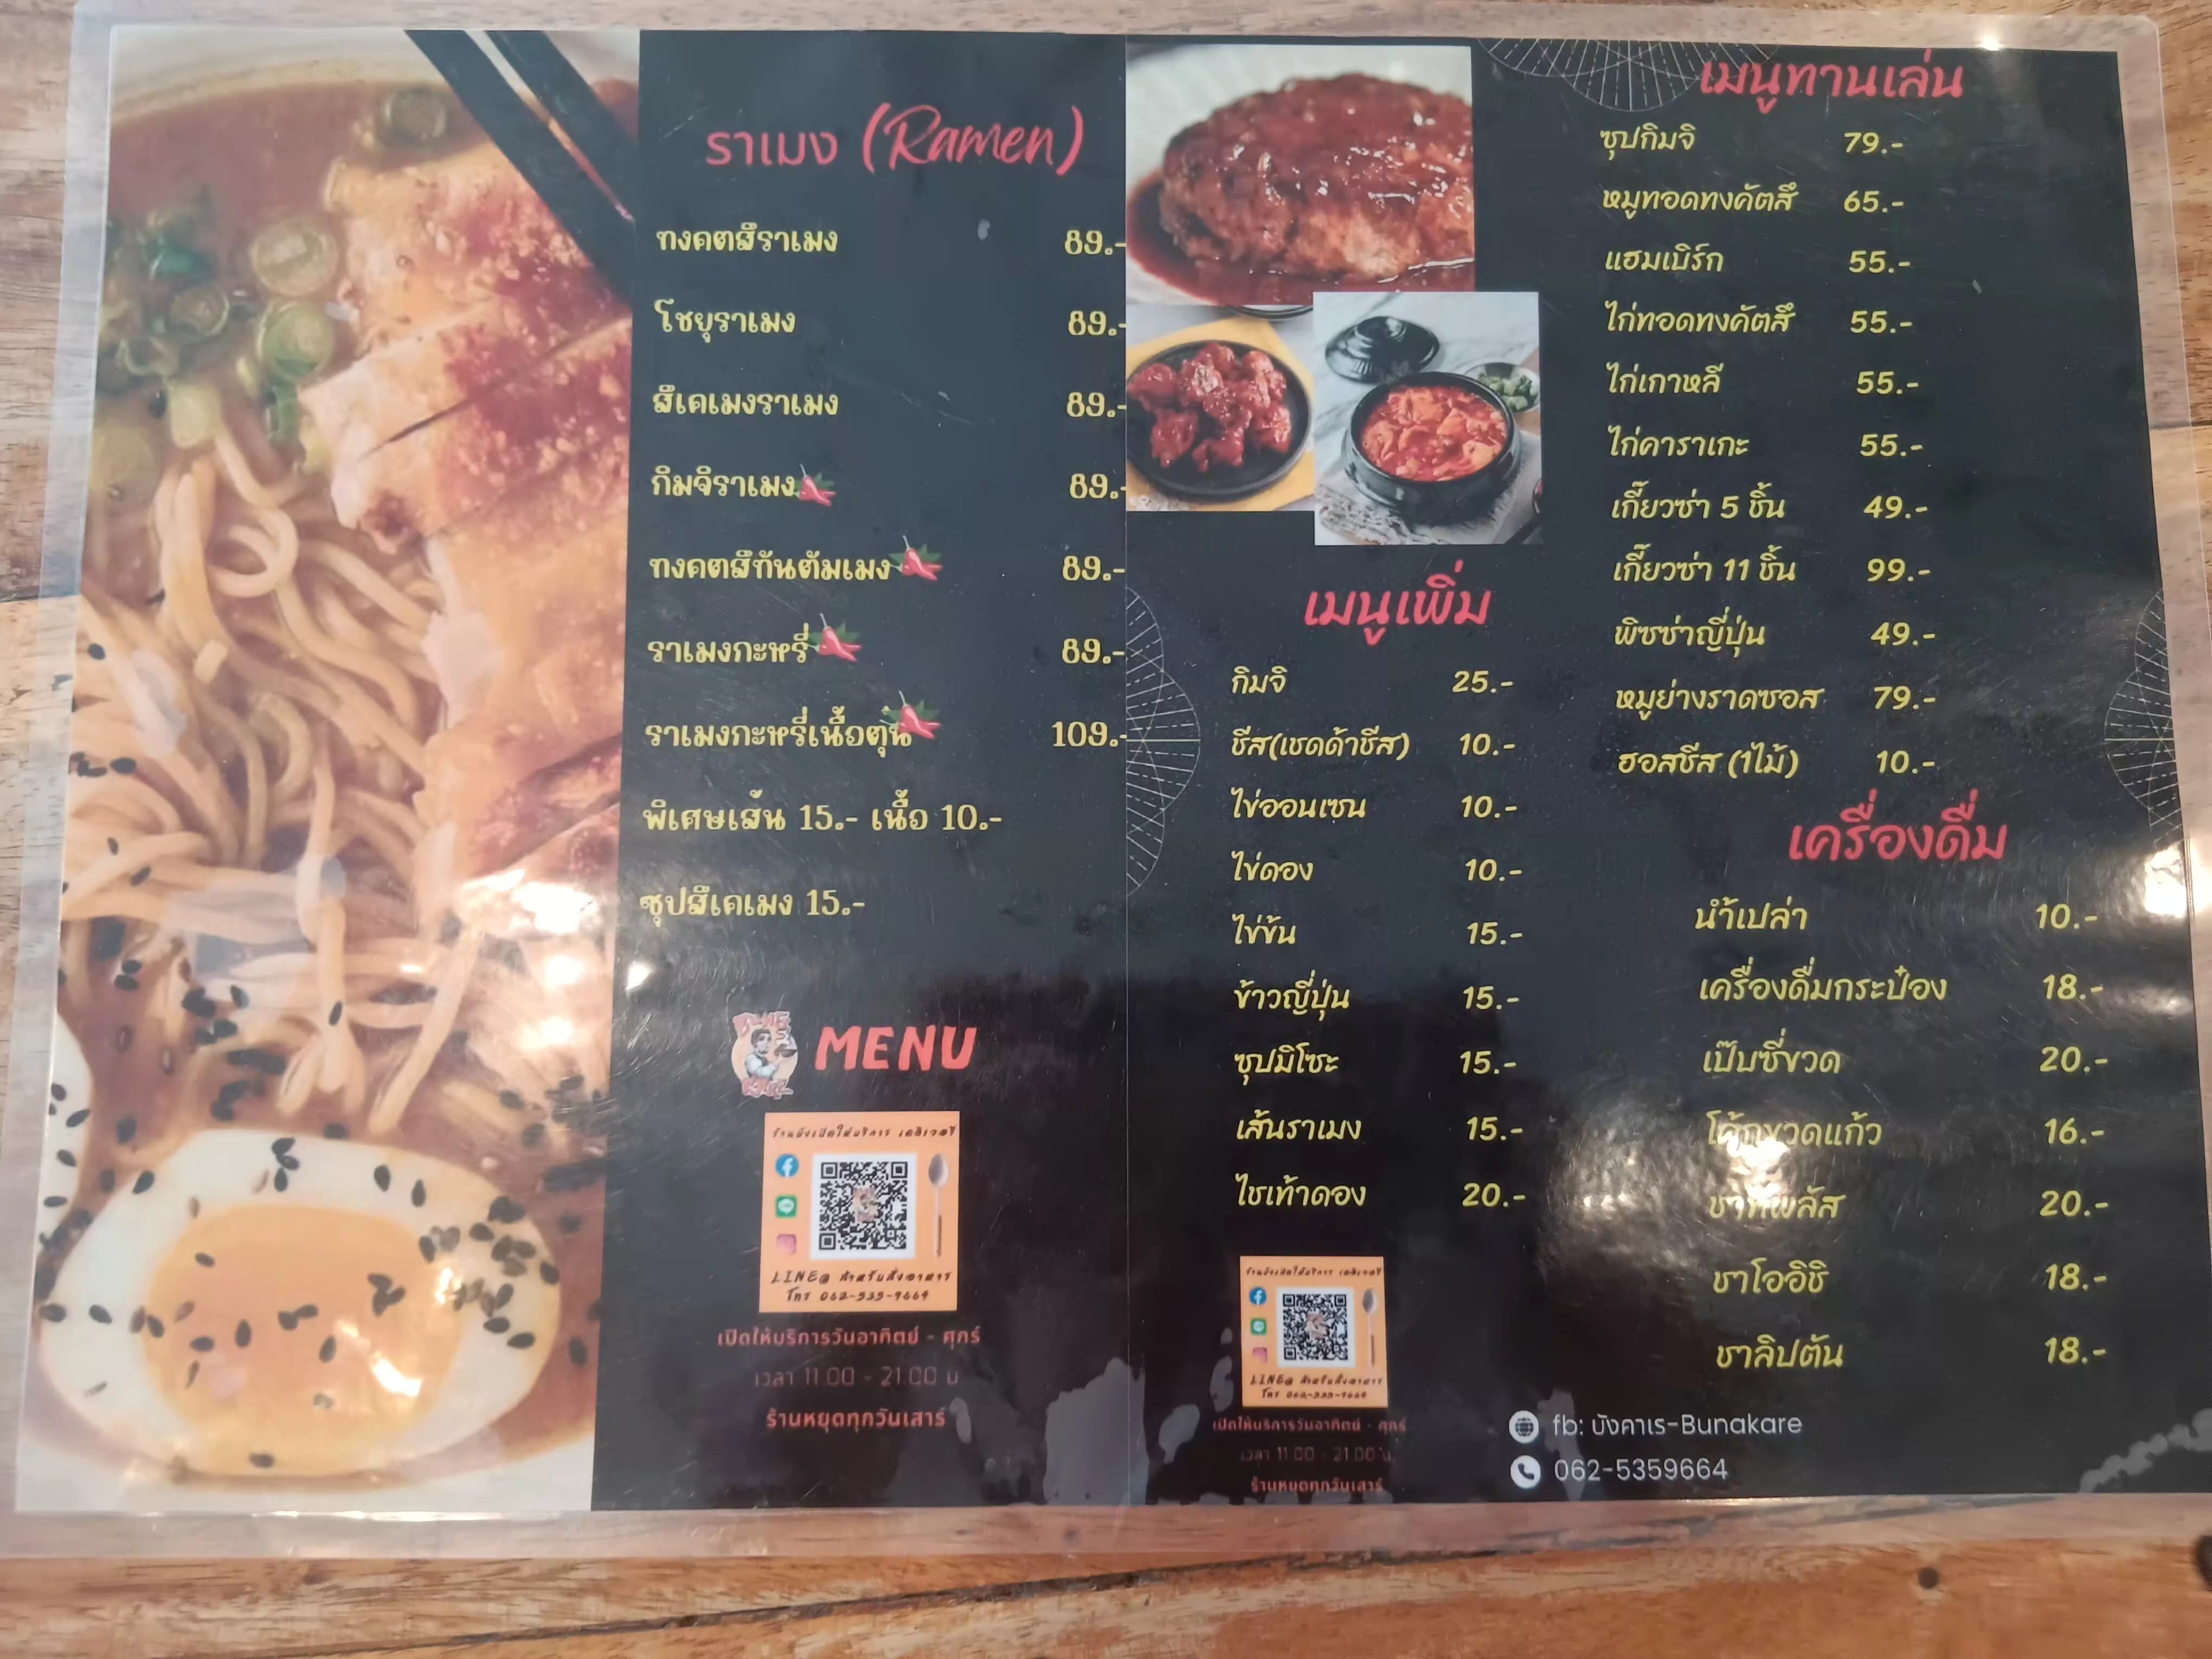 ราเมง (Ramen)
ทงคตสึราเมง 89.-
โชยุราเมง 89.-
สึเคเมงราเมง 89.-
กิมจิราเมง 89.-
ทงคตสึทันตัมเมง 89.-
ราเมงกะหรี่ 89.-
ราเมงกะหรี่เนื้อตุ๋น 109.-
พิเศษเส้น 15.- เนื้อ 10.-
ซุปสึเคเมง 15.-
MENU
ร้านบังเปิดให้บริการ เดลิเวอรี่
LINE@ สำหรับสั่งอาหาร
โทร 062-535-9664
เปิดให้บริการวันอาทิตย์ - ศุกร์
เวลา 11.00 - 21.00 น
ร้านหยุดทุกวันเสาร์
เมนูเพิ่ม
กิมจิ 25.-
ชีส(เชดด้าชีส) 10.-
ไข่ออนเซน 10.-
ไข่ดอง 10.-
ไข่ข้น 15.-
ข้าวญี่ปุ่น 15.-
ซุปมิโซะ 15.-
เส้นราเมง 15.-
ไชเท้าดอง 20.-
ร้านบังเปิดให้บริการ เดลิเวอรี่
LINE@ สำหรับสั่งอาหาร
โทร 062-535-9664
เปิดให้บริการวันอาทิตย์ - ศุกร์
เวลา 11.00 - 21.00 น
ร้านหยุดทุกวันเสาร์
เมนูทานเล่น
ซุปกิมจิ 79.-
หมูทอดทงคัตสึ 65.-
แฮมเบิร์ก 55.-
ไก่ทอดทงคัตสึ 55.-
ไก่เกาหลี 55.-
ไก่คาราเกะ 55.-
เกี๊ยวซ่า 5 ชิ้น 49.-
เกี๊ยวซ่า 11 ชิ้น 99.-
พิซซ่าญี่ปุ่น 49.-
หมูย่างราดซอส 79.-
ฮอสชีส (1ไม้) 10.-
เครื่องดื่ม
น้ำเปล่า 10.-
เครื่องดื่มกระป๋อง 18.-
เป๊บซี่ขวด 20.-
โค้กขวดแก้ว 16.-
ชาทีพลัส 20.-
ชาโออิชิ 18.-
ชาลิปตัน 18.-
fb: บังคาเร-Bunakare
062-5359664